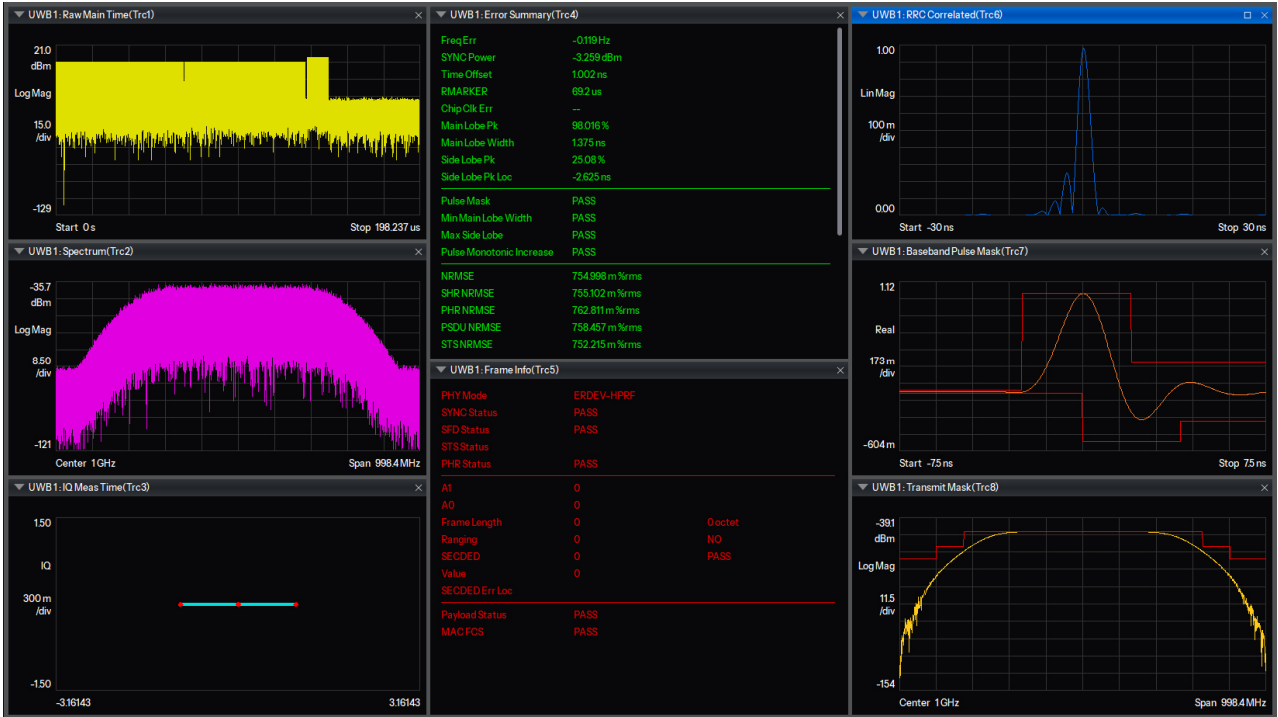 UWB1: Raw Main Time(Trc1)
21.0
dBm
Log Mag
15.0
/div
-129
Start 0 s
Stop 198.237 us
UWB1: Spectrum(Trc2)
-35.7
dBm
Log Mag
8.50
/div
-121
Center 1 GHz
Span 998.4 MHz
UWB1: IQ Meas Time(Trc3)
1.50
IQ
300 m
/div
-1.50
-3.16143
3.16143
UWB1: Error Summary(Trc4)
Freq Err -0.119 Hz
SYNC Power -3.259 dBm
Time Offset 1.002 ns
RMARKER 69.2 us
Chip Clk Err --
Main Lobe Pk 98.016 %
Main Lobe Width 1.375 ns
Side Lobe Pk 25.08 %
Side Lobe Pk Loc -2.625 ns
Pulse Mask PASS
Min Main Lobe Width PASS
Max Side Lobe PASS
Pulse Monotonic Increase PASS
NRMSE 754.998 m %rms
SHR NRMSE 755.102 m %rms
PHR NRMSE 762.811 m %rms
PSDU NRMSE 758.457 m %rms
STS NRMSE 752.215 m %rms
UWB1: Frame Info(Trc5)
PHY Mode ERDEV-HPRF
SYNC Status PASS
SFD Status PASS
STS Status
PHR Status PASS
A1 0
A0 0
Frame Length 0 0 octet
Ranging 0 NO
SECDED 0 PASS
Value 0
SECDED Err Loc
Payload Status PASS
MAC FCS PASS
UWB1: RRC Correlated(Trc6)
1.00
Lin Mag
100 m
/div
0.00
Start -30 ns
Stop 30 ns
UWB1: Baseband Pulse Mask(Trc7)
1.12
Real
173 m
/div
-604 m
Start -7.5 ns
Stop 7.5 ns
UWB1: Transmit Mask(Trc8)
-39.1
dBm
Log Mag
11.5
/div
-154
Center 1 GHz
Span 998.4 MHz